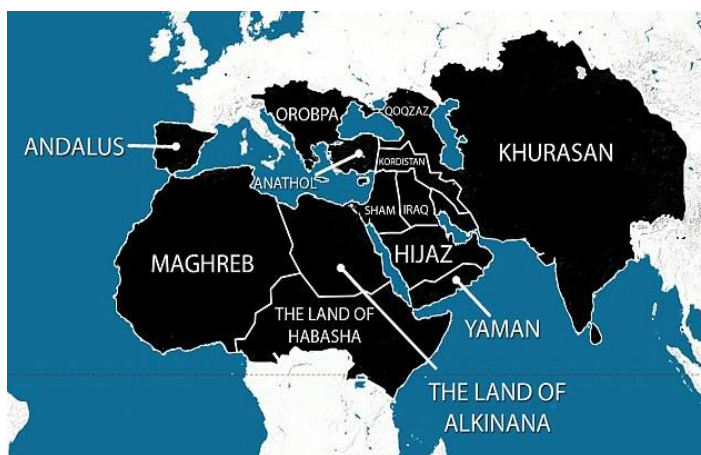 OROBPA
QOQZAZ
ANDALUS
KHURASAN
ANATHOL
KORDISTAN
SHAM
IRAQ
MAGHREB
HIJAZ
THE LAND OF
HABASHA
YAMAN
THE LAND OF
ALKINANA